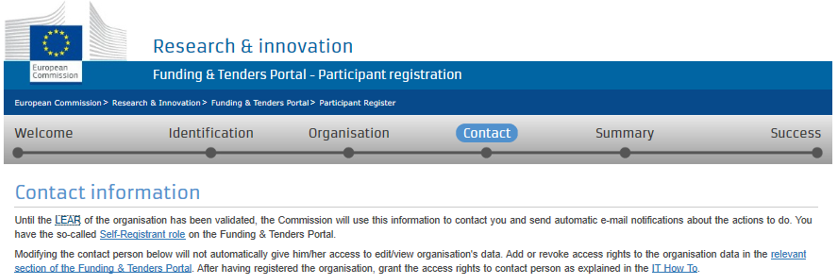 Research & innovation
European
Commission
Funding & Tenders Portal - Participant registration
European Commission > Research & Innovation > Funding & Tenders Portal > Participant Register
Welcome Identification Organisation Contact Summary Success
Contact information
Until the LEAR of the organisation has been validated, the Commission will use this information to contact you and send automatic e-mail notifications about the actions to do. You
have the so-called Self-Registrant role on the Funding & Tenders Portal.
Modifying the contact person below will not automatically give him/her access to edit/view organisation's data. Add or revoke access rights to the organisation data in the relevant
section of the Funding & Tenders Portal. After having registered the organisation, grant the access rights to contact person as explained in the IT How To.